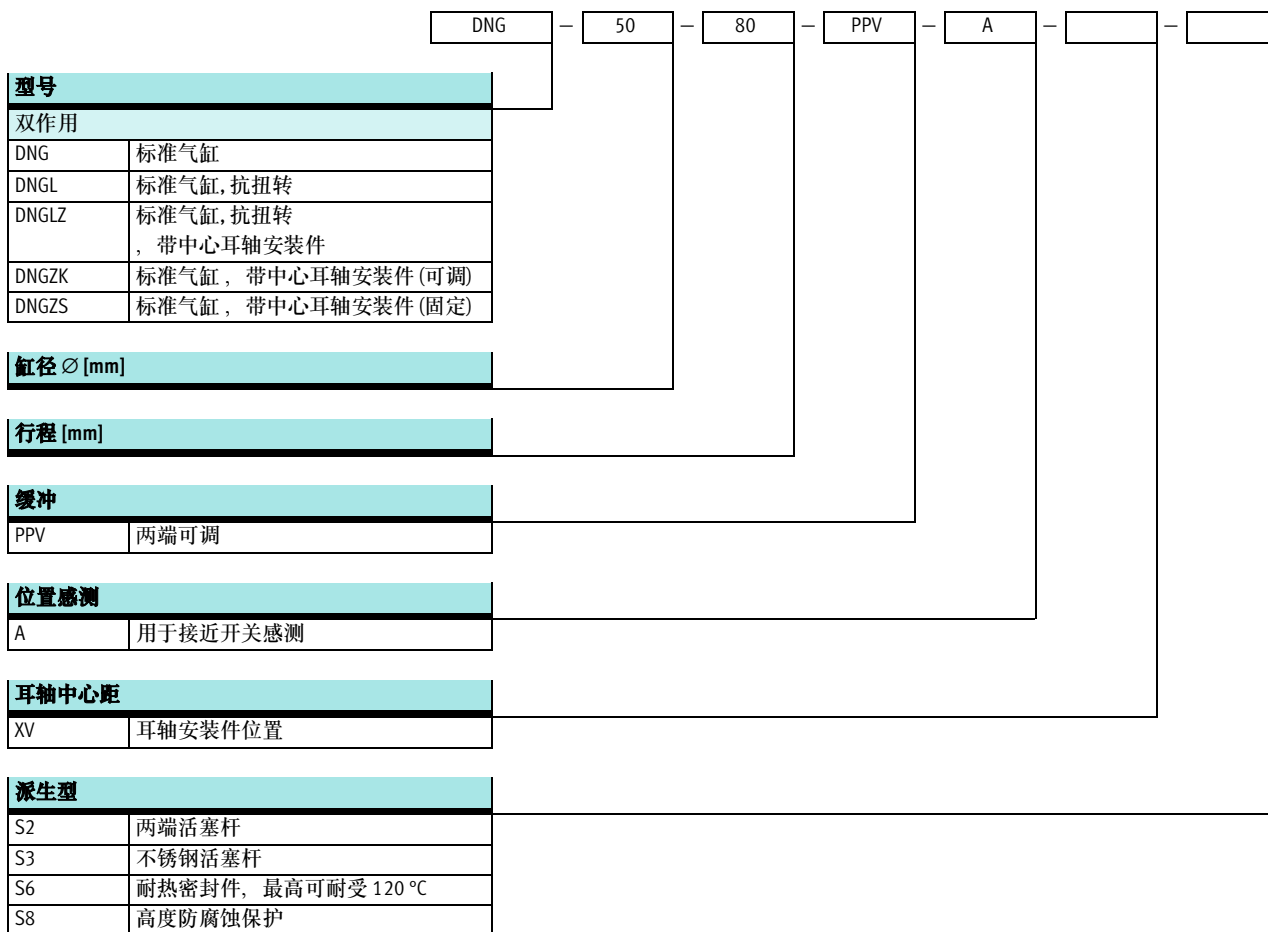 DNG – 50 – 80 – PPV – A – –
型号
双作用
DNG 标准气缸
DNGL 标准气缸,抗扭转
DNGLZ 标准气缸,抗扭转
，带中心耳轴安装件
DNGZK 标准气缸，带中心耳轴安装件(可调)
DNGZS 标准气缸，带中心耳轴安装件(固定)
缸径 ∅ [mm]
行程 [mm]
缓冲
PPV 两端可调
位置感测
A 用于接近开关感测
耳轴中心距
XV 耳轴安装件位置
派生型
S2 两端活塞杆
S3 不锈钢活塞杆
S6 耐热密封件，最高可耐受 120 °C
S8 高度防腐蚀保护